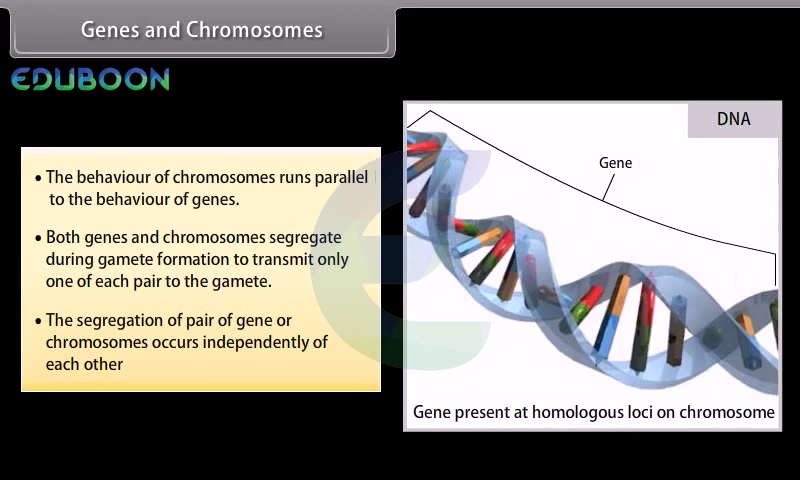 Genes and Chromosomes
EDUBOON
DNA
Gene
• The behaviour of chromosomes runs parallel
to the behaviour of genes.
• Both genes and chromosomes segregate
during gamete formation to transmit only
one of each pair to the gamete.
• The segregation of pair of gene or
chromosomes occurs independently of
each other
Gene present at homologous loci on chromosome